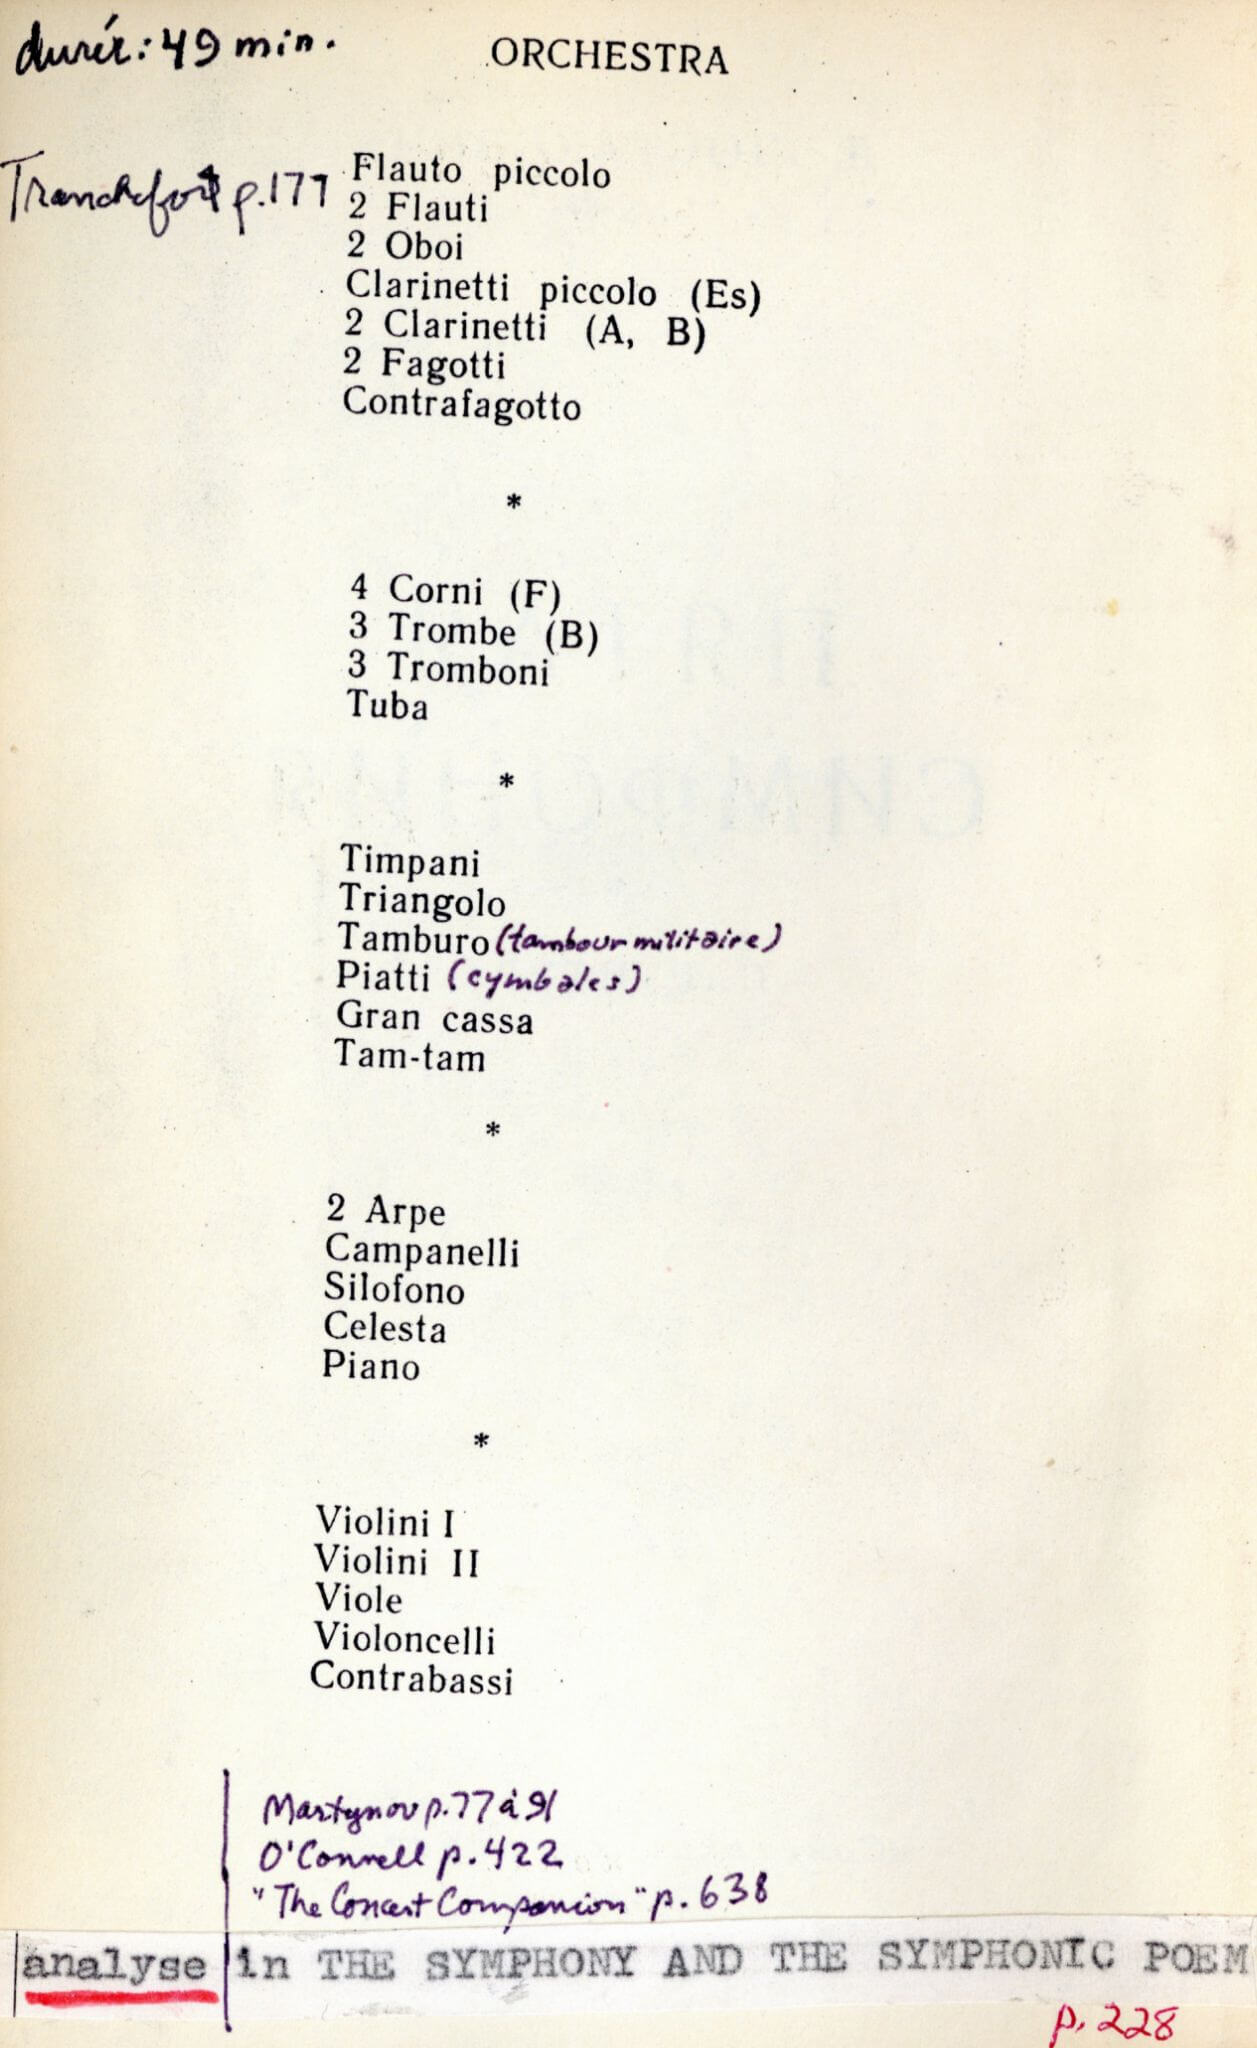 durée: 49 min.
ORCHESTRA
Tranchefort p.177
Flauto piccolo
2 Flauti
2 Oboi
Clarinetti piccolo (Es)
2 Clarinetti (A, B)
2 Fagotti
Contrafagotto
*
4 Corni (F)
3 Trombe (B)
3 Tromboni
Tuba
*
Timpani
Triangolo
Tamburo (tambour militaire)
Piatti (cymbales)
Gran cassa
Tam-tam
*
2 Arpe
Campanelli
Silofono
Celesta
Piano
*
Violini I
Violini II
Viole
Violoncelli
Contrabassi
Martynov p.77 à 91
O'Connell p.422
"The Concert Companion" p.638
analyse in THE SYMPHONY AND THE SYMPHONIC POEM
p.228